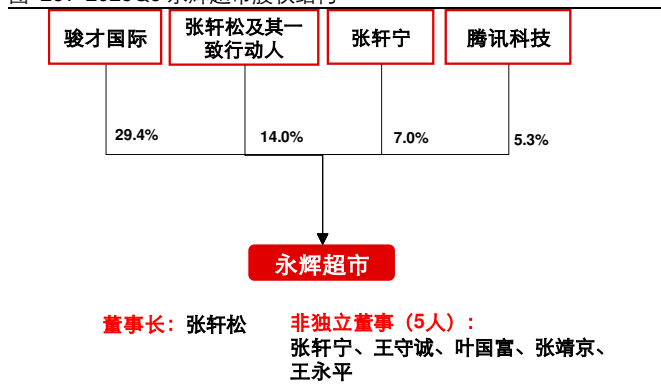 骏才国际
张轩松及其一
致行动人
张轩宁
腾讯科技
29.4%
14.0%
7.0%
5.3%
永辉超市
董事长：张轩松
非独立董事（5人）：
张轩宁、王守诚、叶国富、张靖京、
王永平